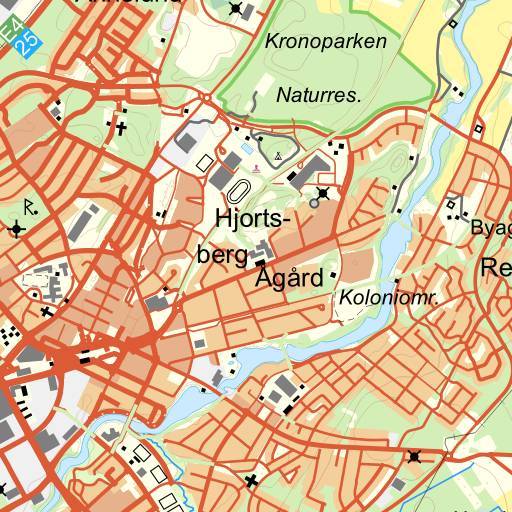 E4
25
Kronoparken
Naturres.
R.
Hjorts-
berg
Byag
Re
Ågård
Koloniomr.